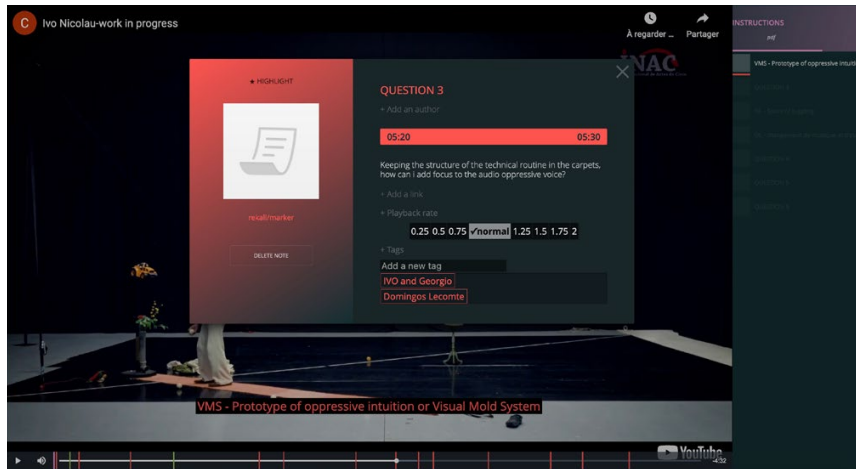 C Ivo Nicolau-work in progress
À regarder ... Partager
INAC
INSTRUCTIONS
pdf
VMS - Prototype of oppressive intuiti
★ HIGHLIGHT
rekall/marker
DELETE NOTE
QUESTION 3
+ Add an author
05:20 05:30
Keeping the structure of the technical routine in the carpets,
how can i add focus to the audio oppressive voice?
+ Add a link
+ Playback rate
0.25 0.5 0.75 ✓normal 1.25 1.5 1.75 2
+ Tags
Add a new tag
IVO and Georgio
Domingos Lecomte
VMS - Prototype of oppressive intuition or Visual Mold System
YouTube
-4:32